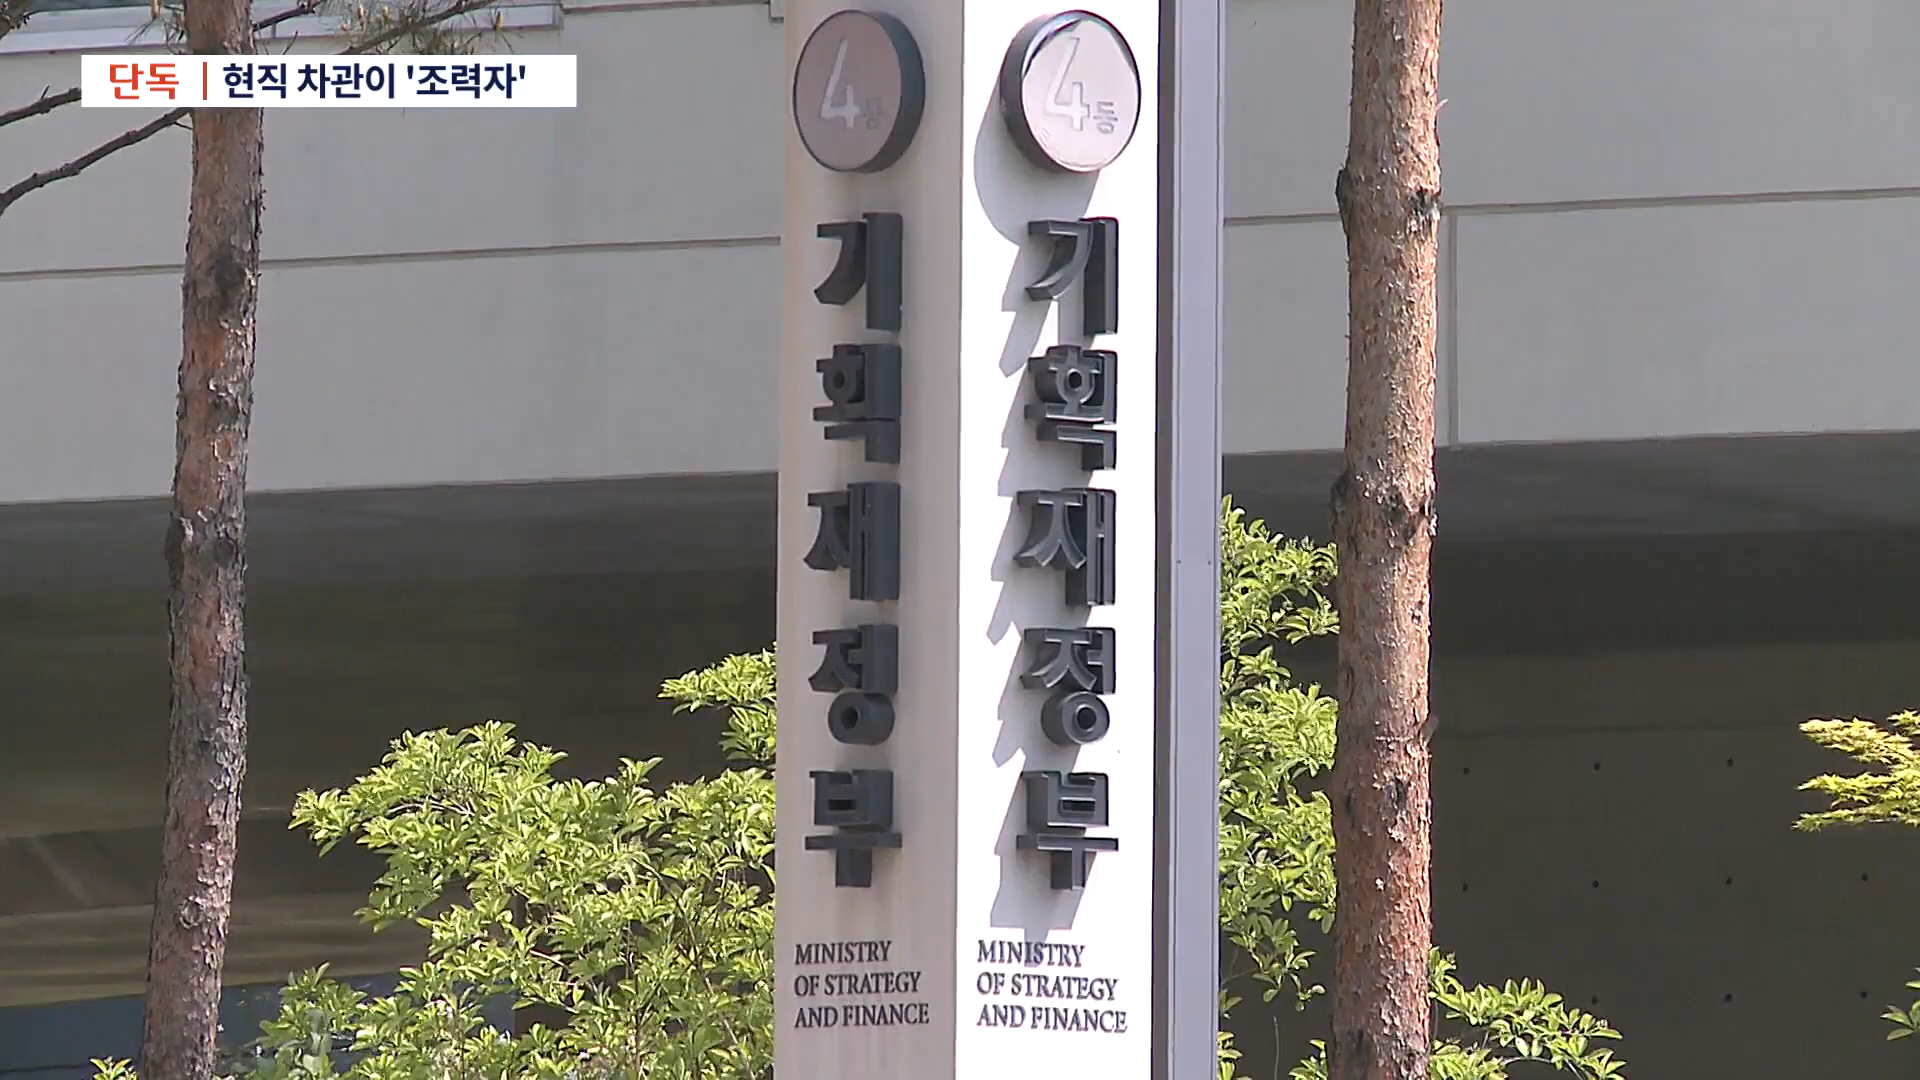 단독 | 현직 차관이 '조력자'
4동
기획재정부
MINISTRY
OF STRATEGY
AND FINANCE
4동
기획재정부
MINISTRY
OF STRATEGY
AND FINANCE